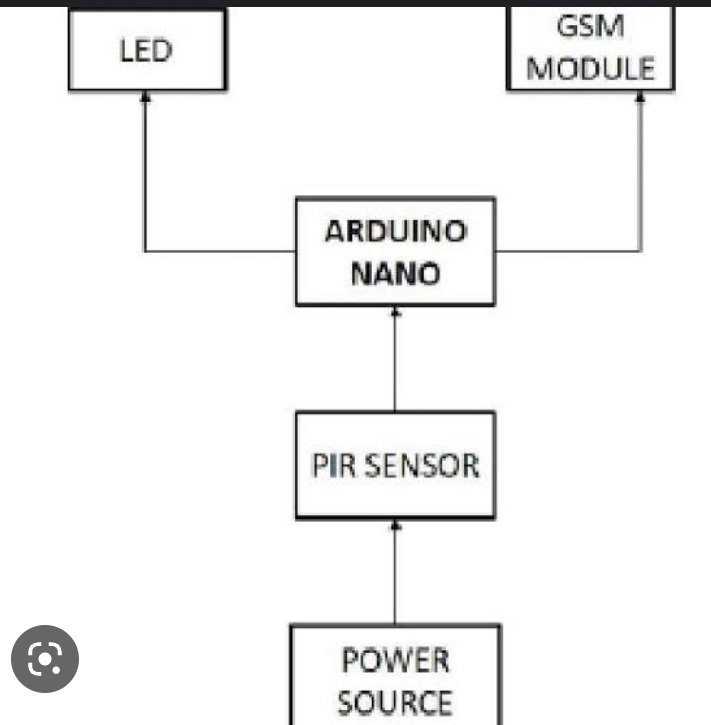 LED
GSM
MODULE
ARDUINO
NANO
PIR SENSOR
POWER
SOURCE